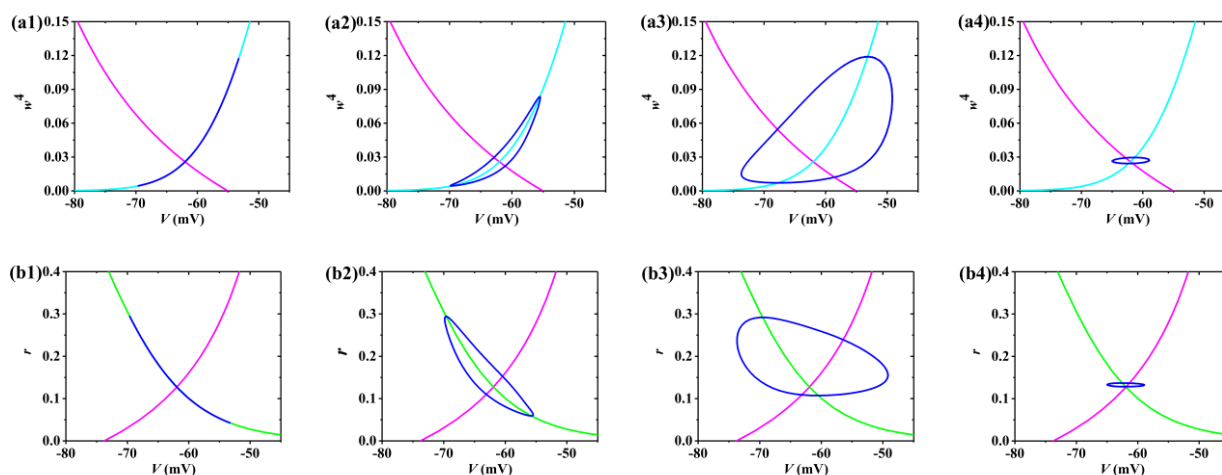 (a1) (a2) (a3) (a4)
0.15 0.15 0.15 0.15
0.12 0.12 0.12 0.12
0.09 0.09 0.09 0.09
w⁴ w⁴ w⁴ w⁴
0.06 0.06 0.06 0.06
0.03 0.03 0.03 0.03
0.00 0.00 0.00 0.00
-80 -70 -60 -50 -80 -70 -60 -50 -80 -70 -60 -50 -80 -70 -60 -50
V (mV) V (mV) V (mV) V (mV)
(b1) (b2) (b3) (b4)
0.4 0.4 0.4 0.4
0.3 0.3 0.3 0.3
r r r r
0.2 0.2 0.2 0.2
0.1 0.1 0.1 0.1
0.0 0.0 0.0 0.0
-80 -70 -60 -50 -80 -70 -60 -50 -80 -70 -60 -50 -80 -70 -60 -50
V (mV) V (mV) V (mV) V (mV)